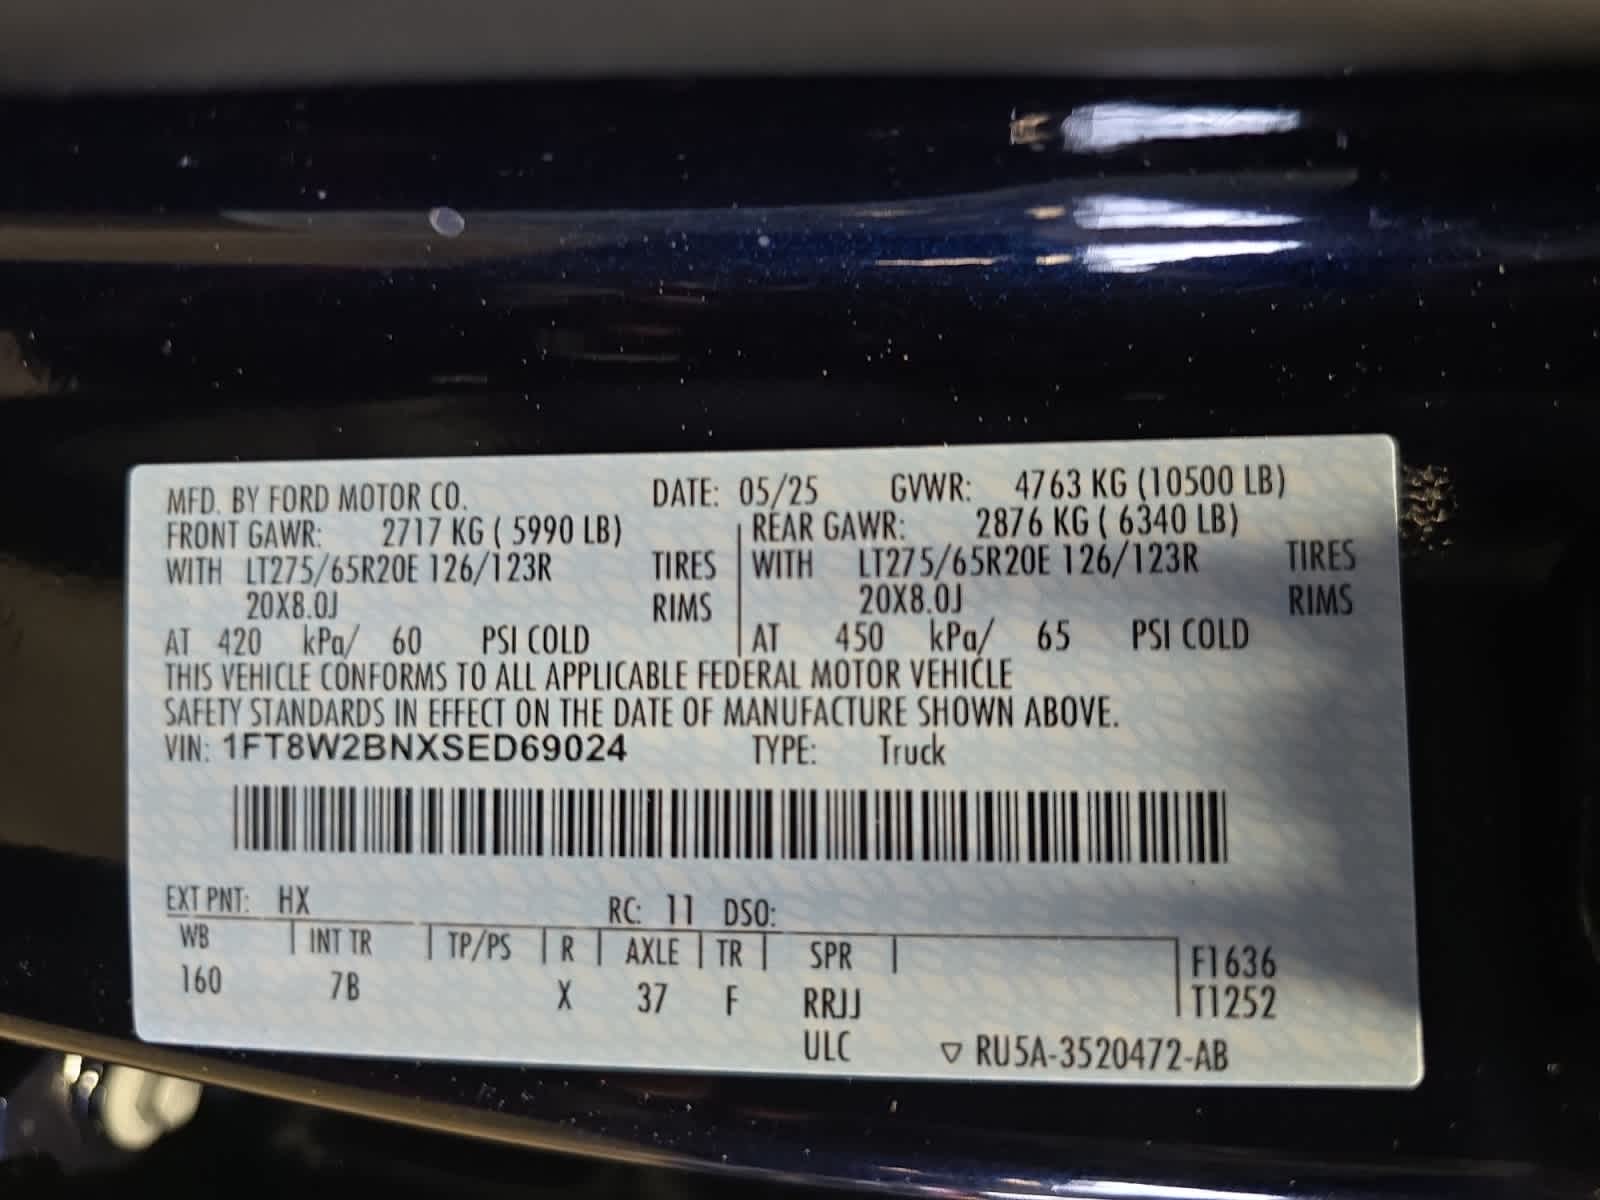 MFD. BY FORD MOTOR CO. DATE: 05/25 GVWR: 4763 KG (10500 LB)
FRONT GAWR: 2717 KG ( 5990 LB) REAR GAWR: 2876 KG ( 6340 LB)
WITH LT275/65R20E 126/123R TIRES WITH LT275/65R20E 126/123R TIRES
20X8.0J RIMS 20X8.0J RIMS
AT 420 kPa/ 60 PSI COLD AT 450 kPa/ 65 PSI COLD
THIS VEHICLE CONFORMS TO ALL APPLICABLE FEDERAL MOTOR VEHICLE
SAFETY STANDARDS IN EFFECT ON THE DATE OF MANUFACTURE SHOWN ABOVE.
VIN: 1FT8W2BNXSED69024 TYPE: Truck
EXT PNT: HX RC: 11 DSO:
WB INT TR TP/PS R AXLE TR SPR F1636
160 7B X 37 F RRJJ T1252
ULC ▽ RU5A-3520472-AB